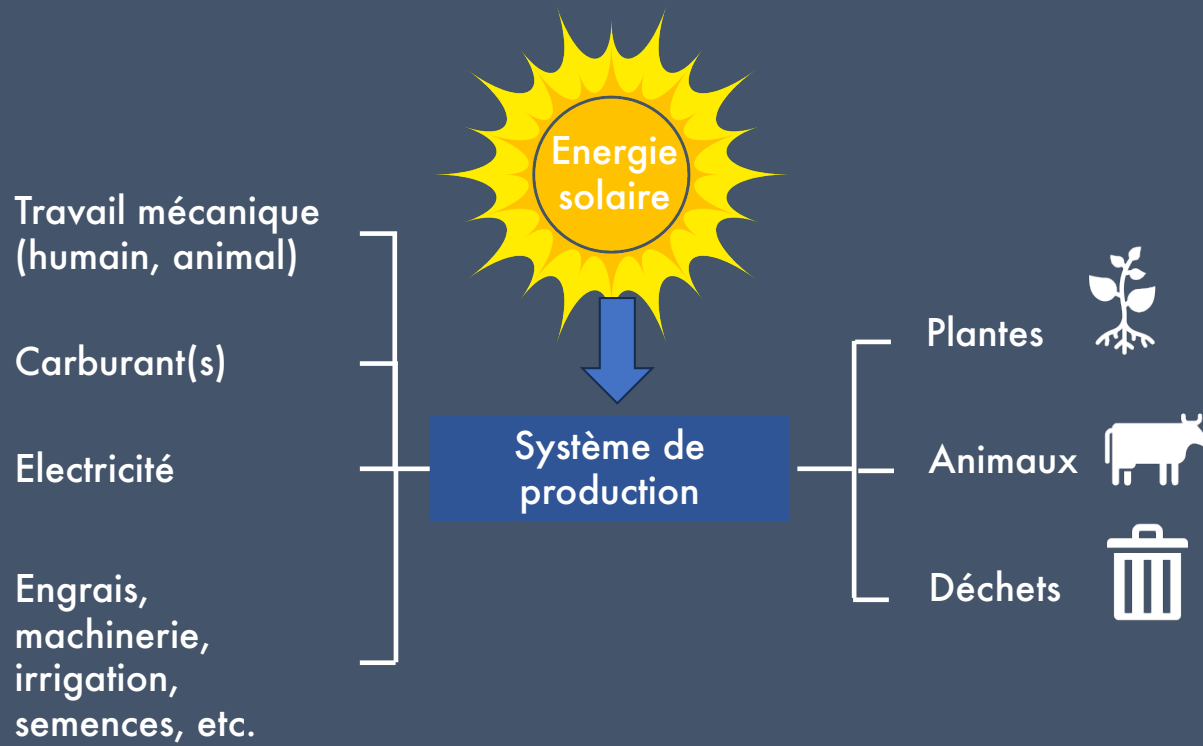 Energie
solaire
Travail mécanique
(humain, animal)
Carburant(s)
Electricité
Engrais,
machinerie,
irrigation,
semences, etc.
Système de
production
Plantes
Animaux
Déchets